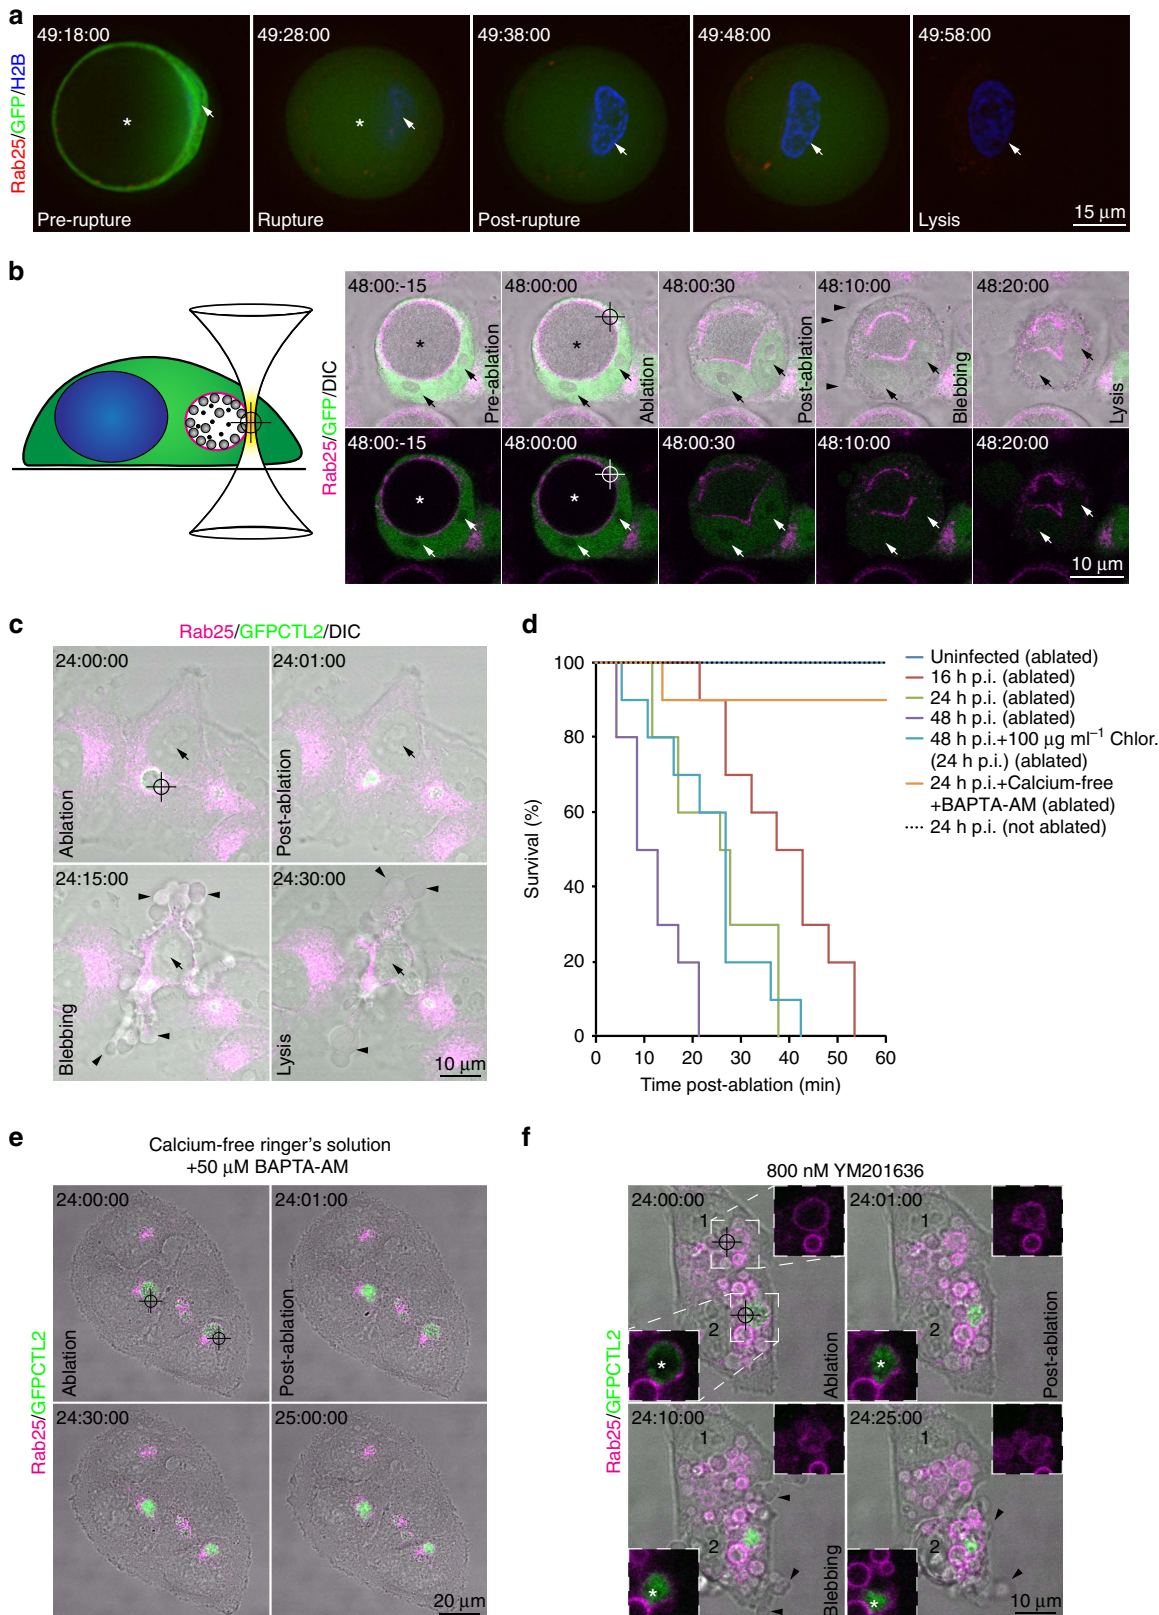 a
Rab25/GFP/H2B
49:18:00
49:28:00
49:38:00
49:48:00
49:58:00
*
*
Pre-rupture
Rupture
Post-rupture
Lysis
15 μm
b
Rab25/GFP/DIC
48:00:-15
48:00:00
48:00:30
48:10:00
48:20:00
*
*
Pre-ablation
Ablation
Post-ablation
Blebbing
Lysis
48:00:-15
48:00:00
48:00:30
48:10:00
48:20:00
*
*
10 μm
c
Rab25/GFPCTL2/DIC
24:00:00
24:01:00
Ablation
Post-ablation
24:15:00
24:30:00
Blebbing
Lysis
10 μm
d
Survival (%)
100
80
60
40
20
0
0 10 20 30 40 50 60
Time post-ablation (min)
Uninfected (ablated)
16 h p.i. (ablated)
24 h p.i. (ablated)
48 h p.i. (ablated)
48 h p.i.+100 μg ml⁻¹ Chlor.
(24 h p.i.) (ablated)
24 h p.i.+Calcium-free
+BAPTA-AM (ablated)
24 h p.i. (not ablated)
e
Calcium-free ringer's solution
+50 μM BAPTA-AM
Rab25/GFPCTL2
24:00:00
24:01:00
Ablation
Post-ablation
24:30:00
25:00:00
20 μm
f
800 nM YM201636
Rab25/GFPCTL2
24:00:00
24:01:00
1
1
2
2
*
*
Ablation
Post-ablation
24:10:00
24:25:00
1
1
2
2
*
*
Blebbing
10 μm